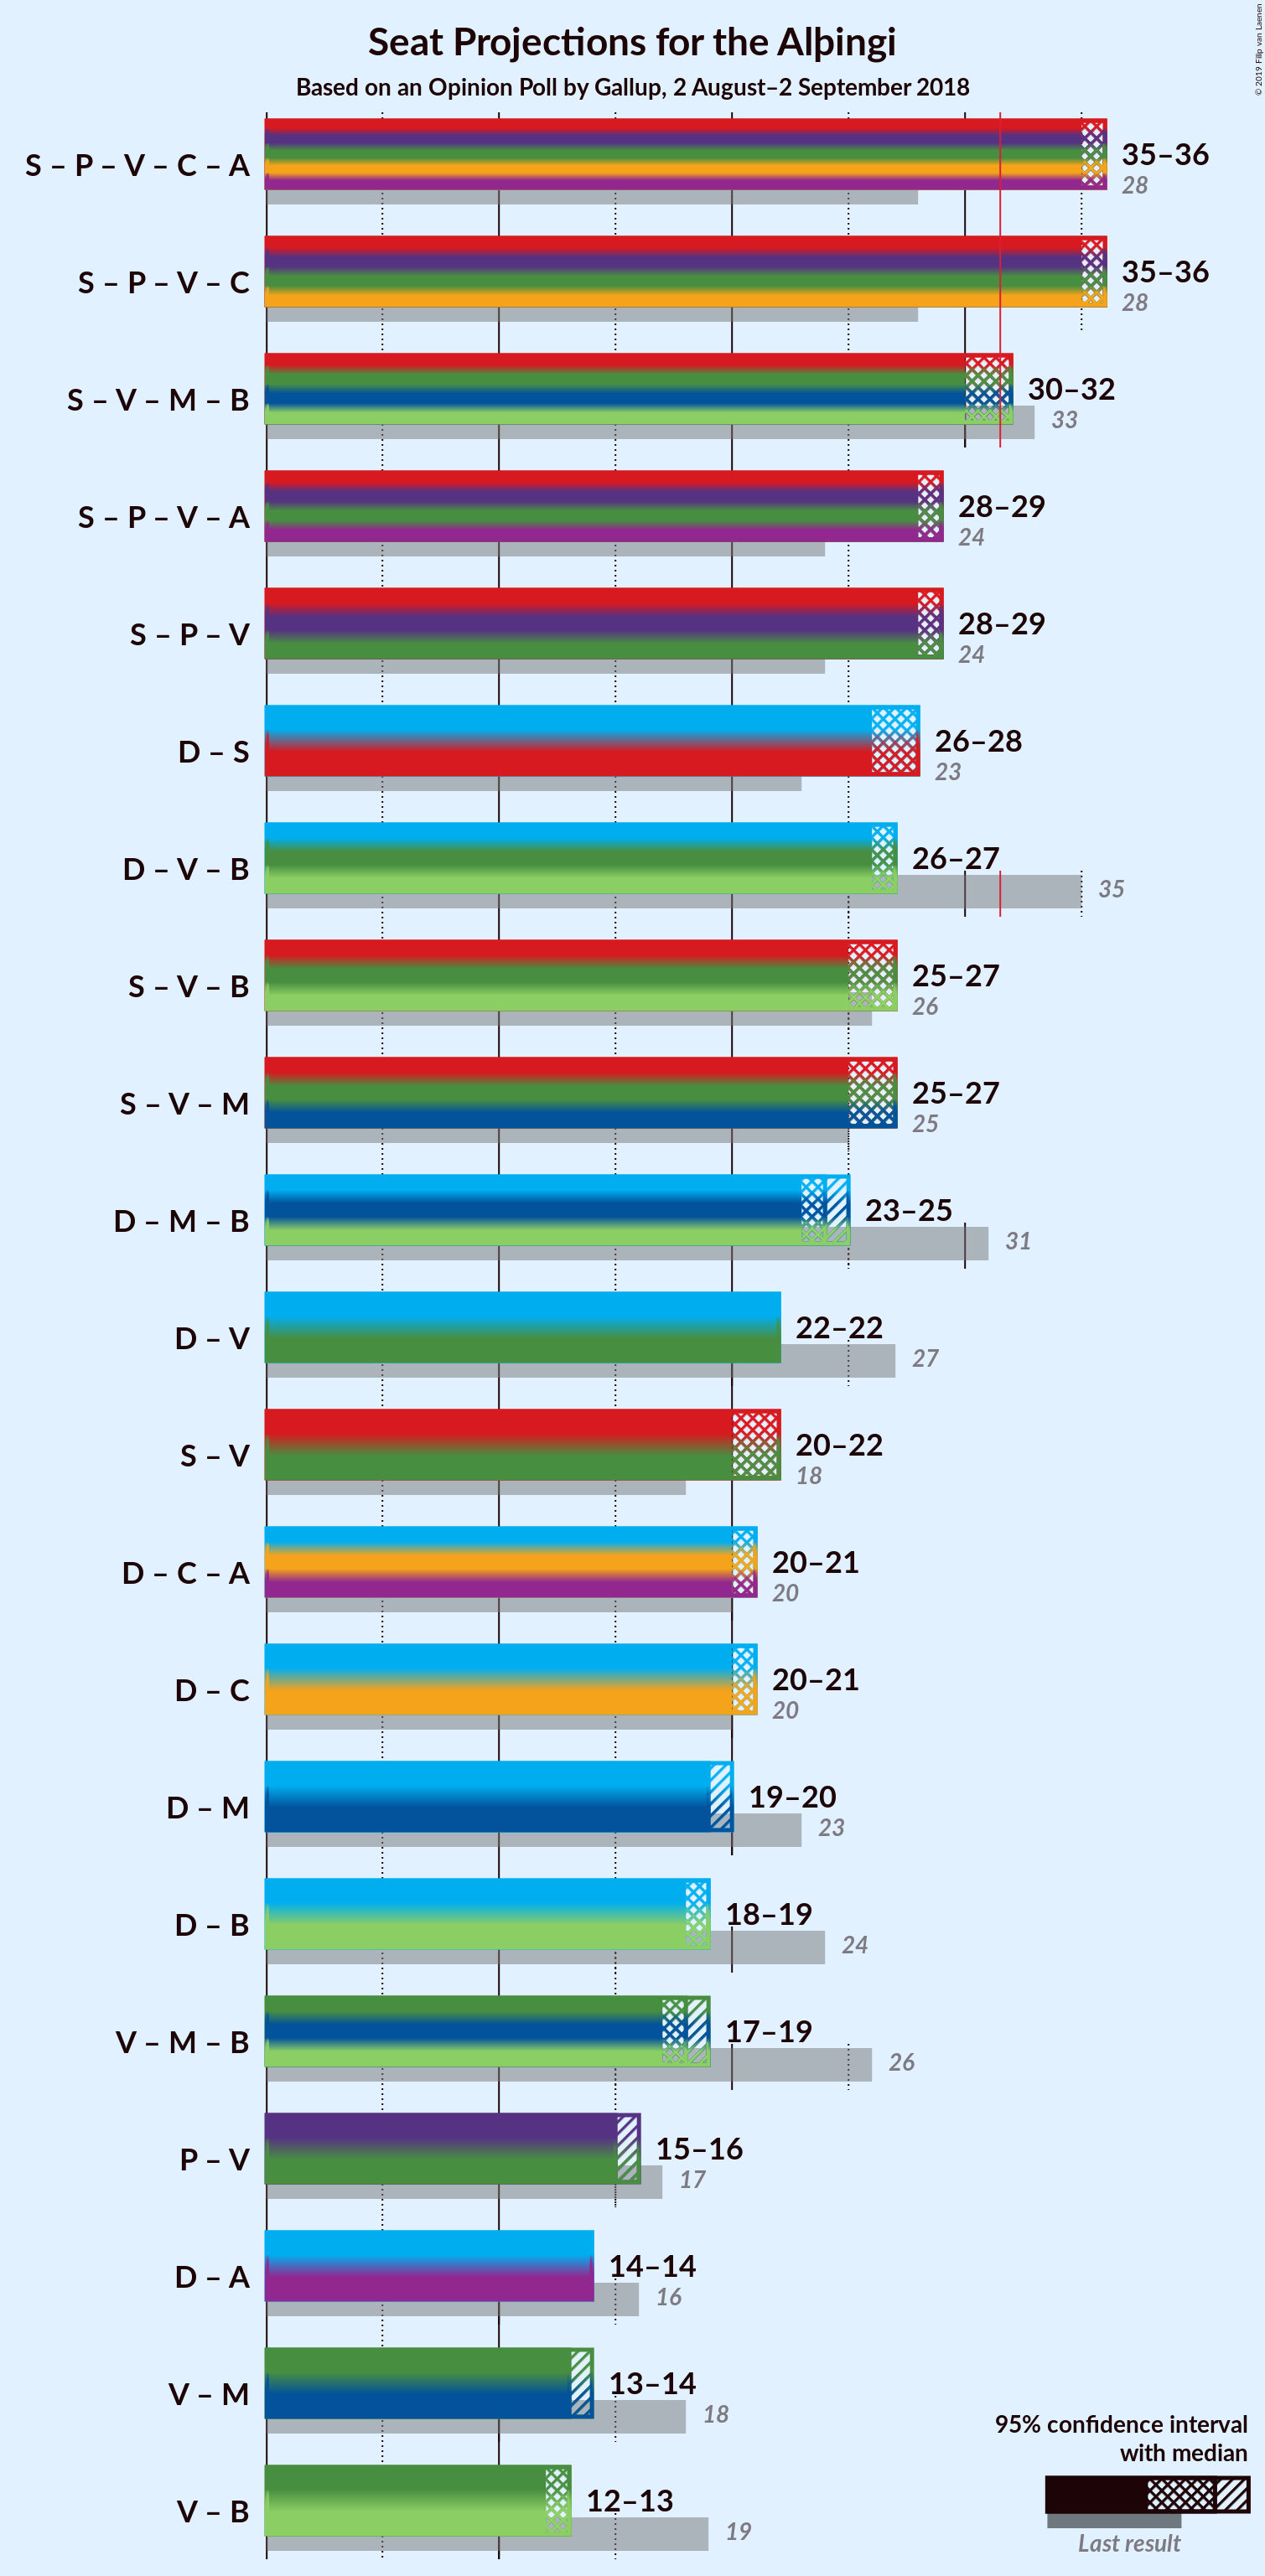 Seat Projections for the Alþingi
Based on an Opinion Poll by Gallup, 2 August–2 September 2018
© 2019 Filip van Laenen
S – P – V – C – A
35–36
28
S – P – V – C
35–36
28
S – V – M – B
30–32
33
S – P – V – A
28–29
24
S – P – V
28–29
24
D – S
26–28
23
D – V – B
26–27
35
S – V – B
25–27
26
S – V – M
25–27
25
D – M – B
23–25
31
D – V
22–22
27
S – V
20–22
18
D – C – A
20–21
20
D – C
20–21
20
D – M
19–20
23
D – B
18–19
24
V – M – B
17–19
26
P – V
15–16
17
D – A
14–14
16
V – M
13–14
18
V – B
12–13
19
95% confidence interval
with median
Last result